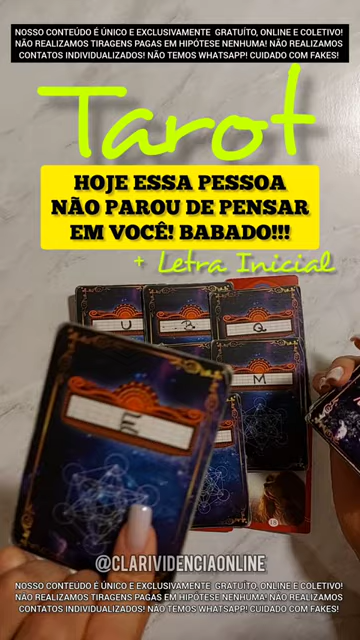 NOSSO CONTEÚDO É ÚNICO E EXCLUSIVAMENTE GRATUÍTO, ONLINE E COLETIVO!
NÃO REALIZAMOS TIRAGENS PAGAS EM HIPÓTESE NENHUMA! NÃO REALIZAMOS
CONTATOS INDIVIDUALIZADOS! NÃO TEMOS WHATSAPP! CUIDADO COM FAKES!
Tarot
HOJE ESSA PESSOA
NÃO PAROU DE PENSAR
EM VOCÊ! BABADO!!!
+ Letra Inicial
U B Q
M
E
18
@CLARIVIDENCIAONLINE
NOSSO CONTEÚDO É ÚNICO E EXCLUSIVAMENTE GRATUÍTO, ONLINE E COLETIVO!
NÃO REALIZAMOS TIRAGENS PAGAS EM HIPÓTESE NENHUMA! NÃO REALIZAMOS
CONTATOS INDIVIDUALIZADOS! NÃO TEMOS WHATSAPP! CUIDADO COM FAKES!